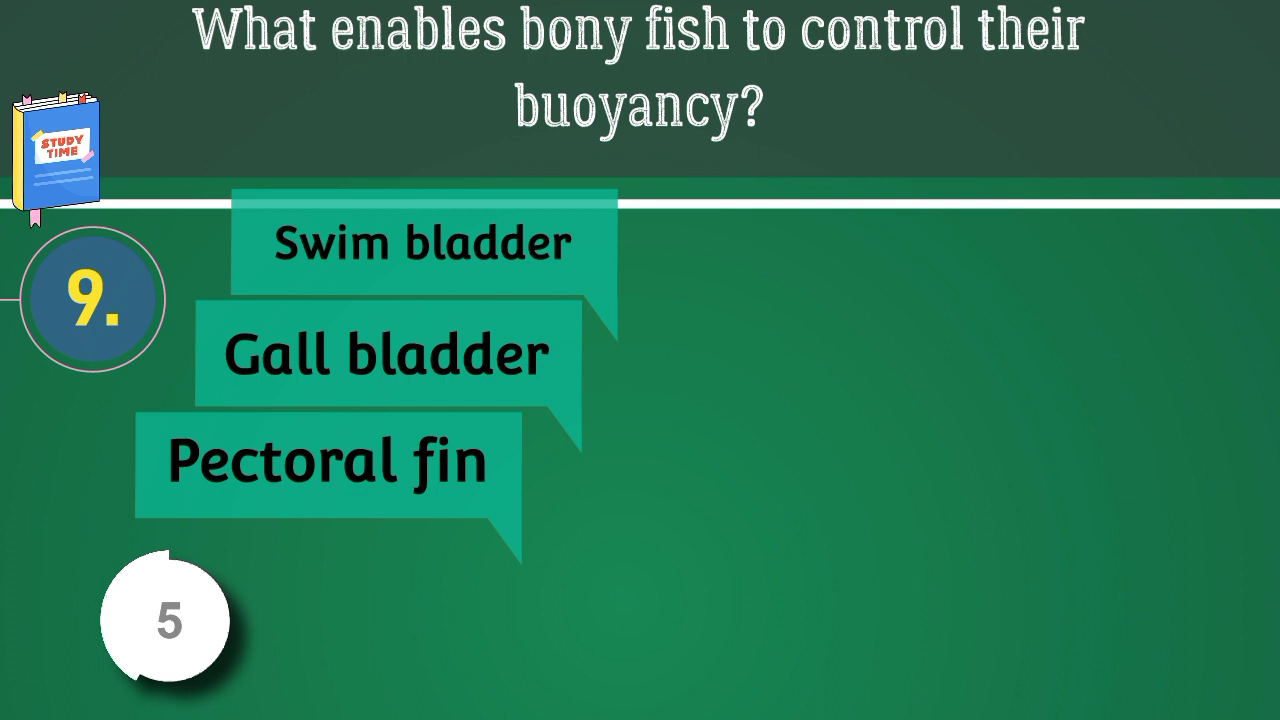 What enables bony fish to control their
buoyancy?
STUDY
TIME
9.
Swim bladder
Gall bladder
Pectoral fin
5